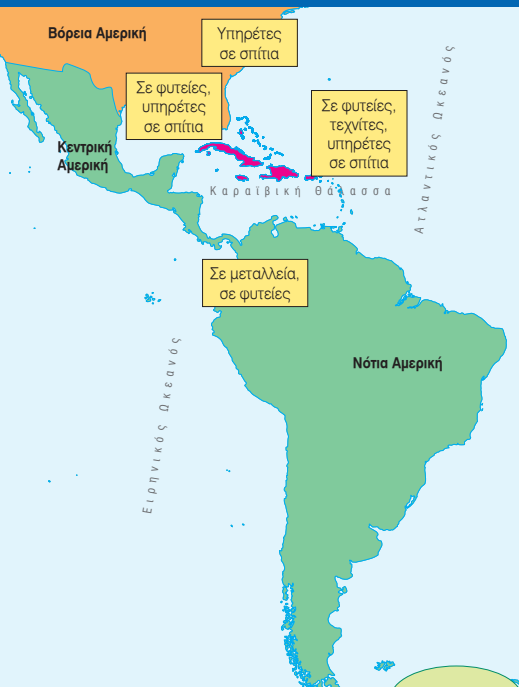 Βόρεια Αμερική
Υπηρέτες
σε σπίτια
Σε φυτείες,
υπηρέτες
σε σπίτια
Σε φυτείες,
τεχνίτες,
υπηρέτες
σε σπίτια
Κεντρική
Αμερική
Καραϊβική Θάλασσα
Ατλαντικός Ωκεανός
Σε μεταλλεία,
σε φυτείες
Νότια Αμερική
Ειρηνικός Ωκεανός